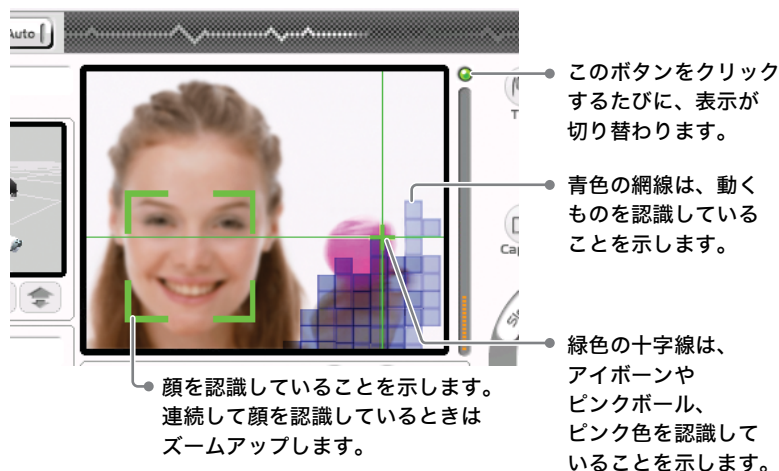 Auto
このボタンをクリック
するたびに、表示が
切り替わります。
青色の網線は、動く
ものを認識している
ことを示します。
緑色の十字線は、
アイボーンや
ピンクボール、
ピンク色を認識して
いることを示します。
顔を認識していることを示します。
連続して顔を認識しているときは
ズームアップします。